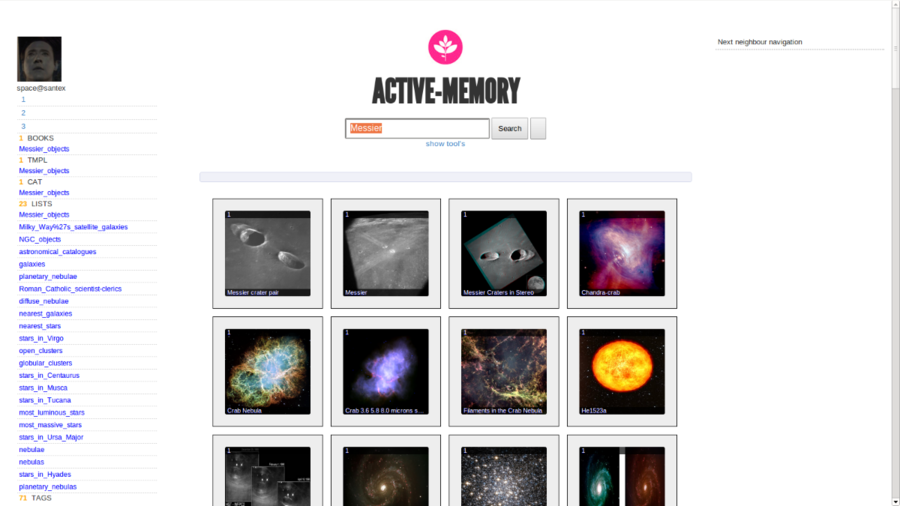 space@santex
1
2
3
1 BOOKS
Messier_objects
1 TMPL
Messier_objects
1 CAT
Messier_objects
23 LISTS
Messier_objects
Milky_Way%27s_satellite_galaxies
NGC_objects
astronomical_catalogues
galaxies
planetary_nebulae
Roman_Catholic_scientist-clerics
diffuse_nebulae
nearest_galaxies
nearest_stars
stars_in_Virgo
open_clusters
globular_clusters
stars_in_Centaurus
stars_in_Musca
stars_in_Tucana
most_luminous_stars
most_massive_stars
stars_in_Ursa_Major
nebulae
nebulas
stars_in_Hyades
planetary_nebulas
71 TAGS
ACTIVE-MEMORY
Messier Search
show tool's
1 1 1 1
Messier crater pair Messier Messier Craters in Stereo Chandra-crab
1 1 1 1
Crab Nebula Crab 3.6 5.8 8.0 microns s... Filaments in the Crab Nebula He1523a
1 1 1 1
Next neighbour navigation